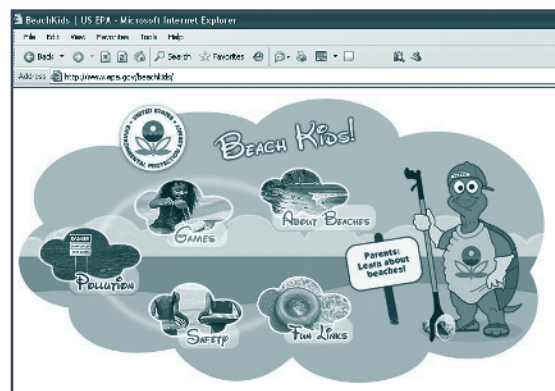 BeachKids | US EPA - Microsoft Internet Explorer
File Edit View Favorites Tools Help
Back Search Favorites
Address http://www.epa.gov/beachkids/
UNITED STATES
ENVIRONMENTAL PROTECTION AGENCY
BEACH KIDS!
GAMES
ABOUT BEACHES
DANGER
POLLUTION
Parents:
Learn about
beaches!
SAFETY
FUN LINKS